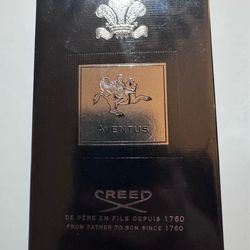 AVENTUS
CREED
DE PÈRE EN FILS DEPUIS 1760
FROM FATHER TO SON SINCE 1760